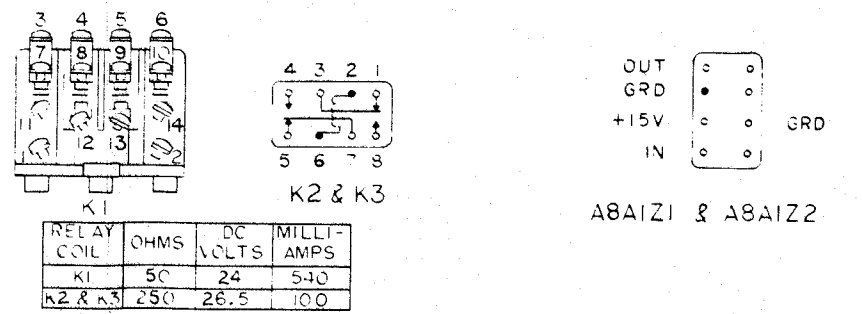 3 4 5 6
7 8 9 10
11 14
12 13
2
K1
4 3 2 1
5 6 7 8
K2 & K3
OUT
GRD
+15V GRD
IN
A8A1Z1 & A8A1Z2
RELAY COIL OHMS DC VOLTS MILLI-AMPS
K1 50 24 540
K2 & K3 250 26.5 100